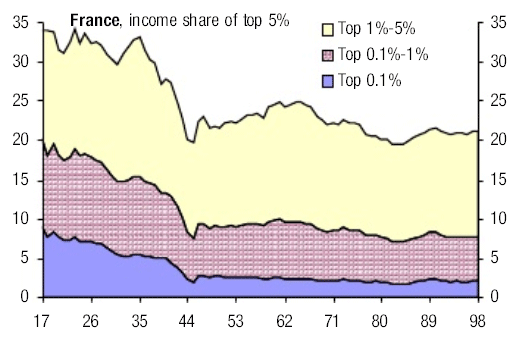 France, income share of top 5%
Top 1%-5%
Top 0.1%-1%
Top 0.1%
35 35
30 30
25 25
20 20
15 15
10 10
5 5
0 0
17 26 35 44 53 62 71 80 89 98